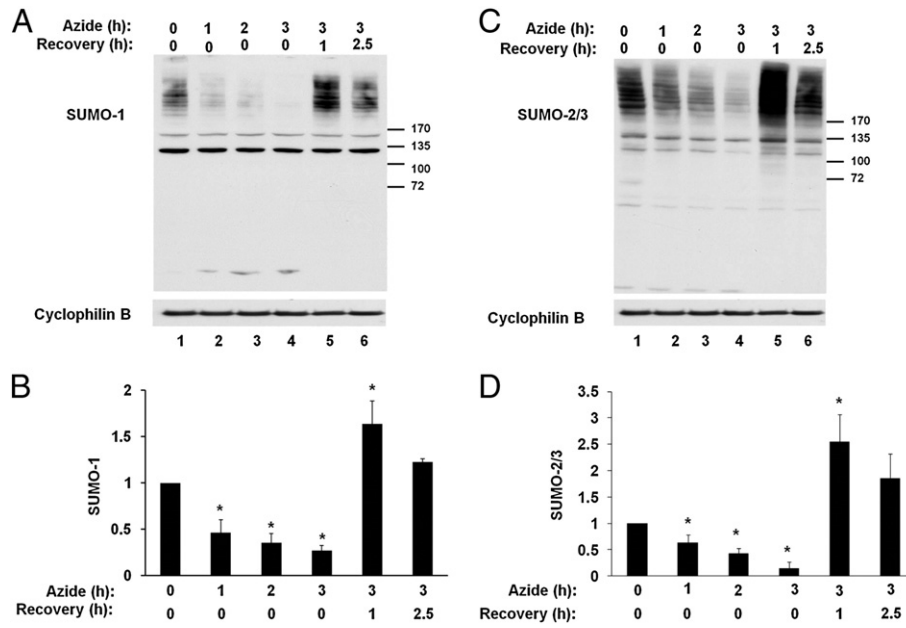 A
Azide (h): 0 1 2 3 3 3
Recovery (h): 0 0 0 0 1 2.5
SUMO-1
170
135
100
72
Cyclophilin B
1 2 3 4 5 6
C
Azide (h): 0 1 2 3 3 3
Recovery (h): 0 0 0 0 1 2.5
SUMO-2/3
170
135
100
72
Cyclophilin B
1 2 3 4 5 6
B
2
1.5
1
0.5
0
SUMO-1
* * * *
Azide (h): 0 1 2 3 3 3
Recovery (h): 0 0 0 0 1 2.5
D
3.5
3
2.5
2
1.5
1
0.5
0
SUMO-2/3
* * * *
Azide (h): 0 1 2 3 3 3
Recovery (h): 0 0 0 0 1 2.5